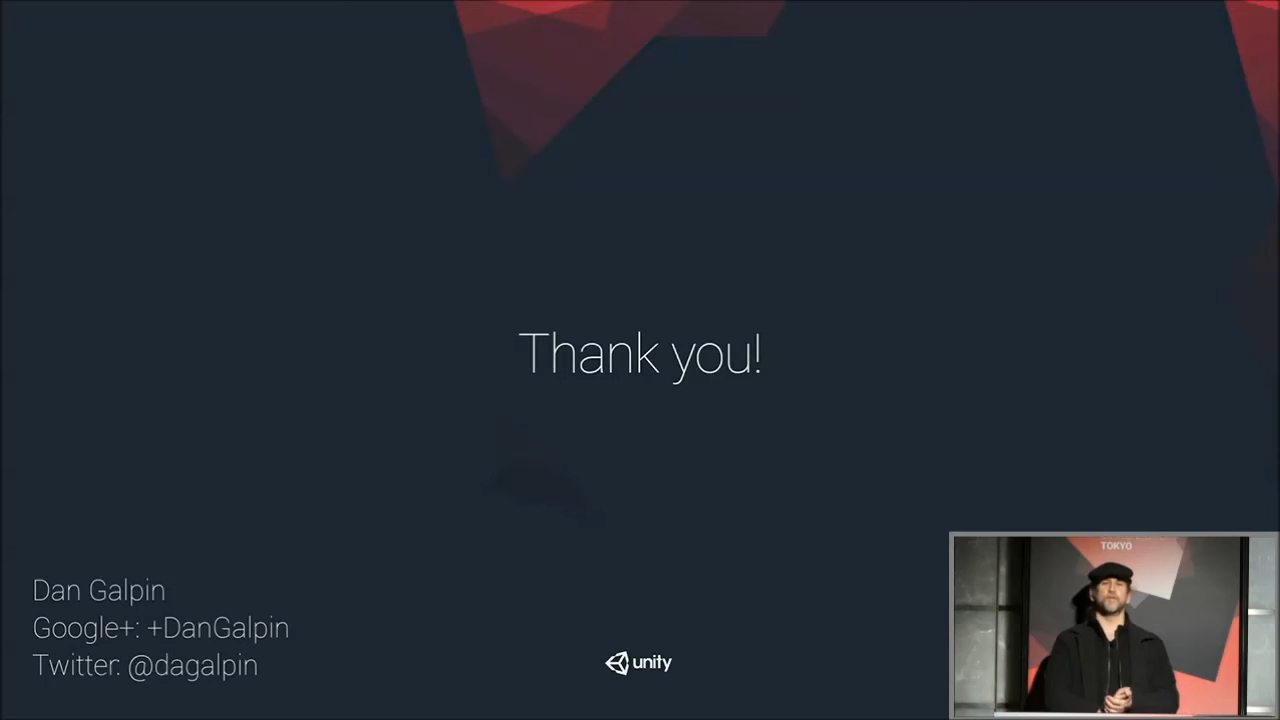 Thank you!
Dan Galpin
Google+: +DanGalpin
Twitter: @dagalpin
unity
TOKYO